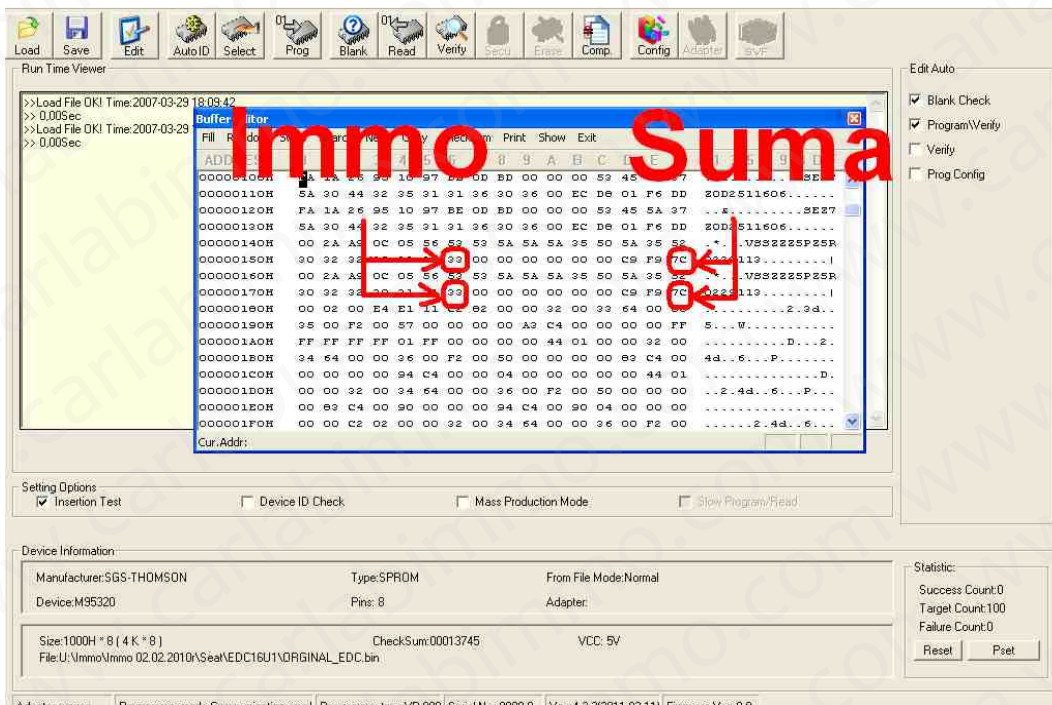 Load Save Edit AutoID Select Prog Blank Read Verify Secu Erase Comp. Config Adapter SVF
Run Time Viewer
>>Load File OK! Time:2007-03-29 18:09:42
>> 0,00Sec
>>Load File OK! Time:2007-03-29
>> 0,00Sec
Immo Suma
Print Show Exit
00000110H 5A 30 44 32 35 31 31 36 30 36 00 EC D8 01 F6 DD Z0D2511606......
00000120H FA 1A 26 95 10 97 BE 0D BD 00 00 00 53 45 5A 37 ..&.........SEZ7
00000130H 5A 30 44 32 35 31 31 36 30 36 00 EC D8 01 F6 DD
00000140H 00 2A A9 0C 05 56 53 53 5A 5A 5A 35 50 5A 35 52
00000150H 30 32 32 33 00 00 00 00 00 00 C9 F9 7C
00000160H 00 2A A9 0C 05 56 53 53 5A 5A 5A 35 50 5A 35 52
00000170H 30 32 32 33 00 00 00 00 00 00 C9 F9 7C
00000180H 00 02 00 E4 E1 11 02 00 00 32 00 33 64 00
00000190H 35 00 F2 00 57 00 00 00 00 A3 C4 00 00 00 00 FF 5...W...........
000001A0H FF FF FF FF 01 FF 00 00 00 00 44 01 00 00 32 00 ..........D...2.
000001B0H 34 64 00 00 36 00 F2 00 50 00 00 00 00 83 C4 00 4d..6...P.......
000001C0H 00 00 00 00 94 C4 00 00 04 00 00 00 00 00 44 01 ..............D.
000001D0H 00 00 32 00 34 64 00 00 36 00 F2 00 50 00 00 00 ..2.4d..6...P...
000001E0H 00 83 C4 00 90 00 00 00 94 C4 00 90 04 00 00 00 ................
000001F0H 00 00 C2 02 00 00 32 00 34 64 00 00 36 00 F2 00 ......2.4d..6...
Cur.Addr:
Edit Auto
Blank Check
Program\Verify
Verify
Prog Config
Setting Options
Insertion Test Device ID Check Mass Production Mode Slow Program/Read
Device Information
Manufacturer:SGS-THOMSON Type:SPROM From File Mode:Normal
Device:M95320 Pins: 8 Adapter:
Size:1000H * 8 ( 4 K * 8 ) CheckSum:00013745 VCC: 5V
File:U:\Immo\Immo 02.02.2010r\Seat\EDC16U1\ORGINAL_EDC.bin
Statistic:
Success Count:0
Target Count:100
Failure Count:0
Reset Pset